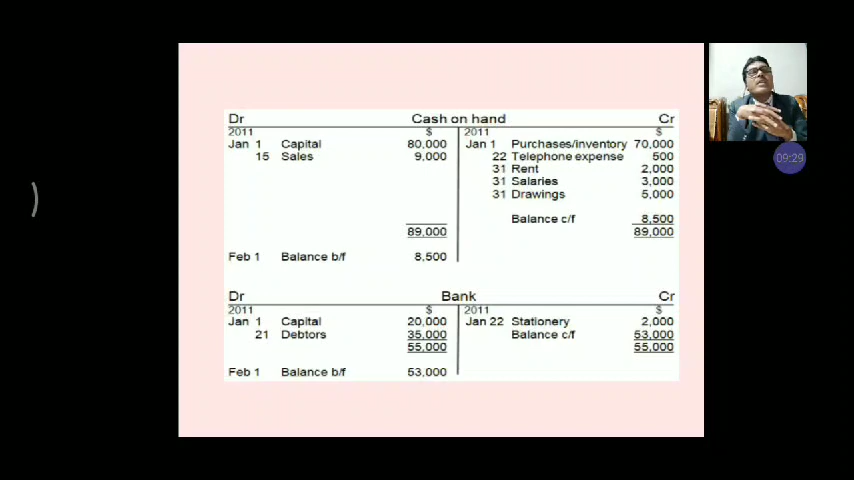 Dr Cash on hand Cr
2011 $ 2011 $
Jan 1 Capital 80,000 Jan 1 Purchases/inventory 70,000
15 Sales 9,000 22 Telephone expense 500
31 Rent 2,000
31 Salaries 3,000
31 Drawings 5,000
Balance c/f 8,500
89,000 89,000
Feb 1 Balance b/f 8,500
Dr Bank Cr
2011 $ 2011 $
Jan 1 Capital 20,000 Jan 22 Stationery 2,000
21 Debtors 35,000 Balance c/f 53,000
55,000 55,000
Feb 1 Balance b/f 53,000
09:29